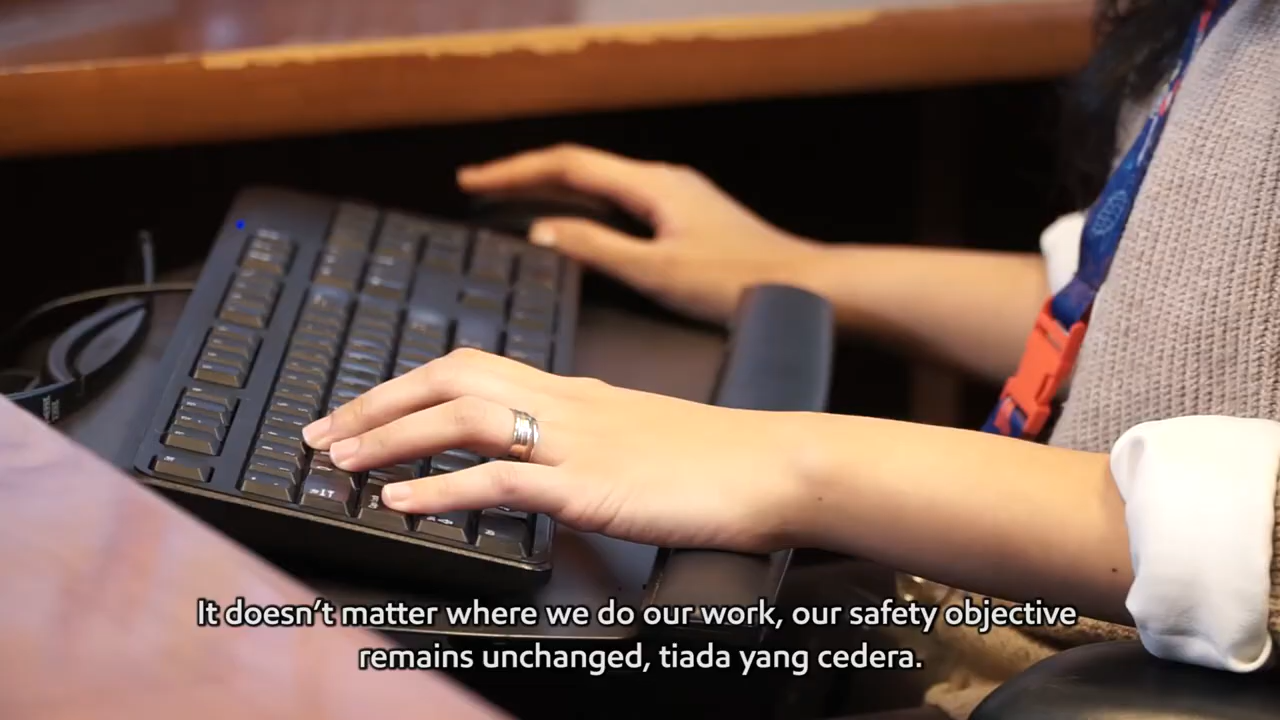 It doesn't matter where we do our work, our safety objective
remains unchanged, tiada yang cedera.